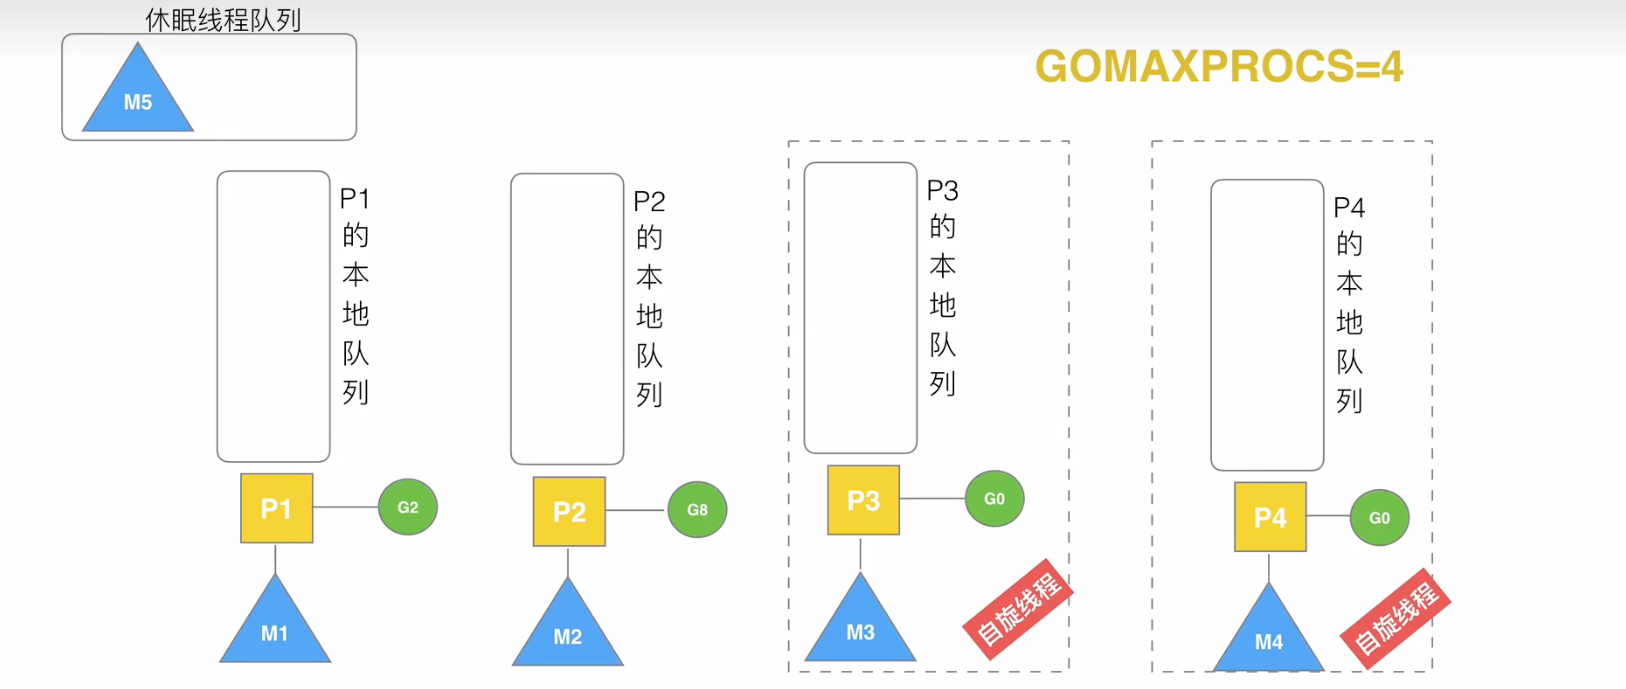 休眠线程队列
GOMAXPROCS=4
M5
P1的本地队列
P2的本地队列
P3的本地队列
P4的本地队列
P1
G2
P2
G8
P3
G0
P4
G0
M1
M2
M3
自旋线程
M4
自旋线程